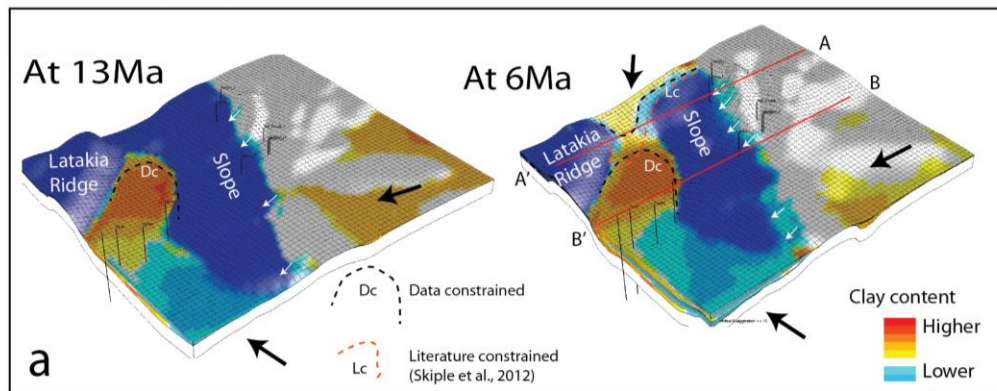 At 13Ma
Latakia
Ridge
Dc
Slope
At 6Ma
Lc
Slope
Latakia
Ridge
Dc
A
B
A'
B'
Dc
Data constrained
Lc
Literature constrained
(Skiple et al., 2012)
Clay content
Higher
Lower
a